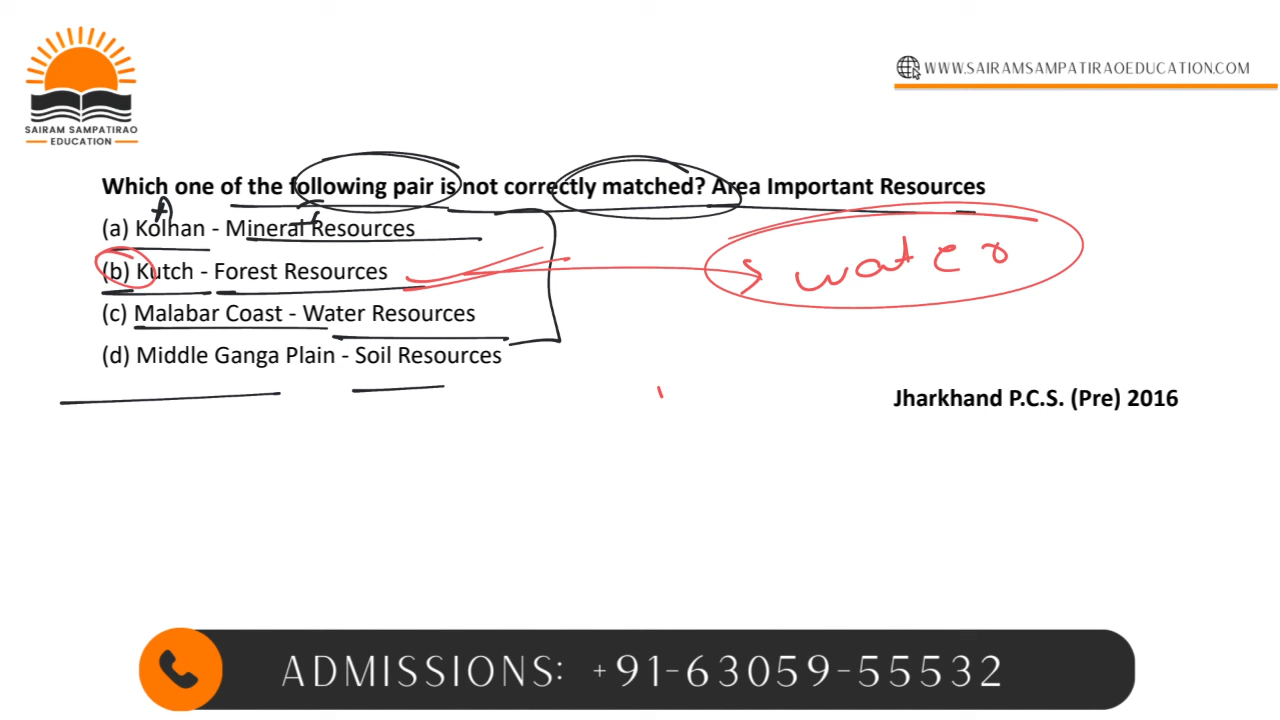 SAIRAM SAMPATIRAO
EDUCATION
WWW.SAIRAMSAMPATIRAOEDUCATION.COM
Which one of the following pair is not correctly matched? Area Important Resources
(a) Kolhan - Mineral Resources
(b) Kutch - Forest Resources
water
(c) Malabar Coast - Water Resources
(d) Middle Ganga Plain - Soil Resources
Jharkhand P.C.S. (Pre) 2016
ADMISSIONS: +91-63059-55532